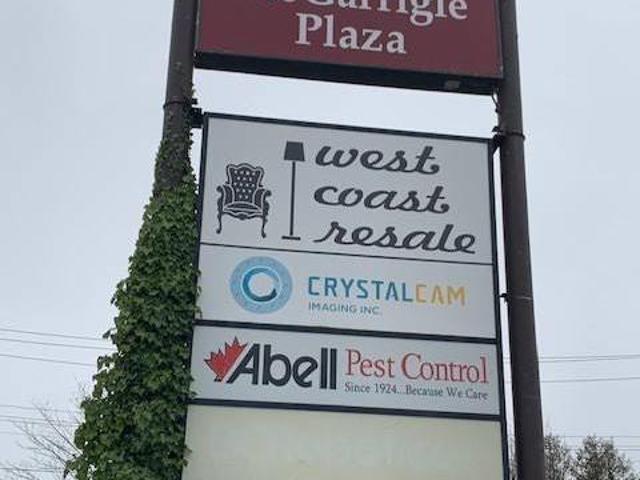 Plaza
west
coast
resale
CRYSTALCAM
IMAGING INC.
Abell Pest Control
Since 1924...Because We Care